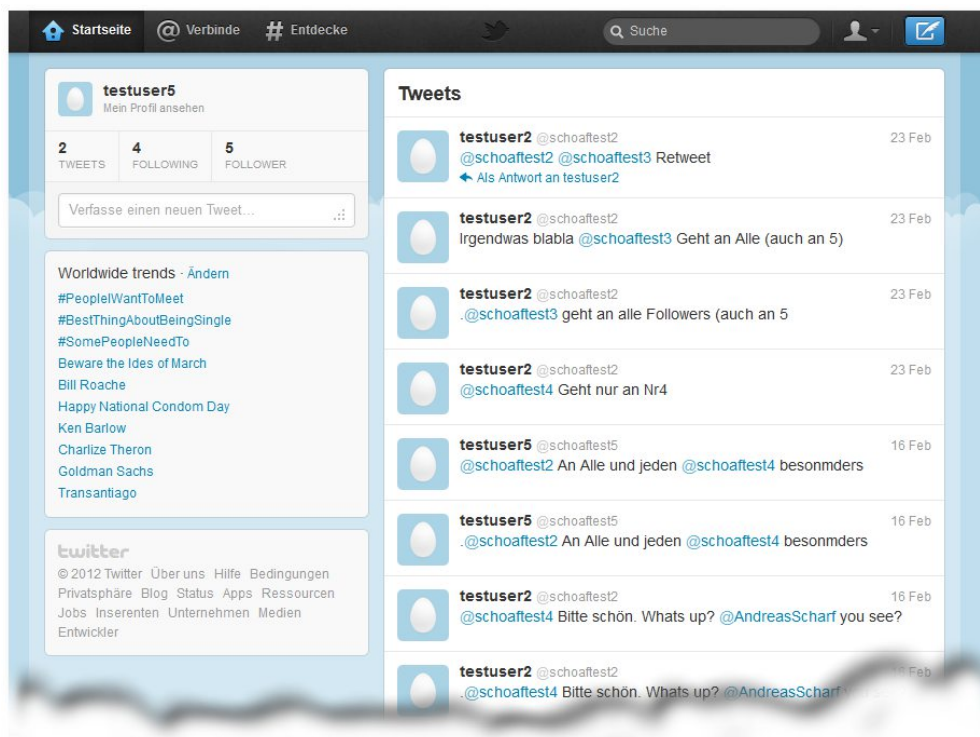 Startseite Verbinde Entdecke Suche
testuser5
Mein Profil ansehen
2 4 5
TWEETS FOLLOWING FOLLOWER
Verfasse einen neuen Tweet...
Worldwide trends · Ändern
#PeopleIWantToMeet
#BestThingAboutBeingSingle
#SomePeopleNeedTo
Beware the Ides of March
Bill Roache
Happy National Condom Day
Ken Barlow
Charlize Theron
Goldman Sachs
Transantiago
twitter
© 2012 Twitter Über uns Hilfe Bedingungen
Privatsphäre Blog Status Apps Ressourcen
Jobs Inserenten Unternehmen Medien
Entwickler
Tweets
testuser2 @schoaftest2 23 Feb
@schoaftest2 @schoaftest3 Retweet
Als Antwort an testuser2
testuser2 @schoaftest2 23 Feb
Irgendwas blabla @schoaftest3 Geht an Alle (auch an 5)
testuser2 @schoaftest2 23 Feb
.@schoaftest3 geht an alle Followers (auch an 5
testuser2 @schoaftest2 23 Feb
@schoaftest4 Geht nur an Nr4
testuser5 @schoaftest5 16 Feb
@schoaftest2 An Alle und jeden @schoaftest4 besonmders
testuser5 @schoaftest5 16 Feb
.@schoaftest2 An Alle und jeden @schoaftest4 besonmders
testuser2 @schoaftest2 16 Feb
@schoaftest4 Bitte schön. Whats up? @AndreasScharf you see?
testuser2 @schoaftest2 16 Feb
.@schoaftest4 Bitte schön. Whats up? @AndreasScharf